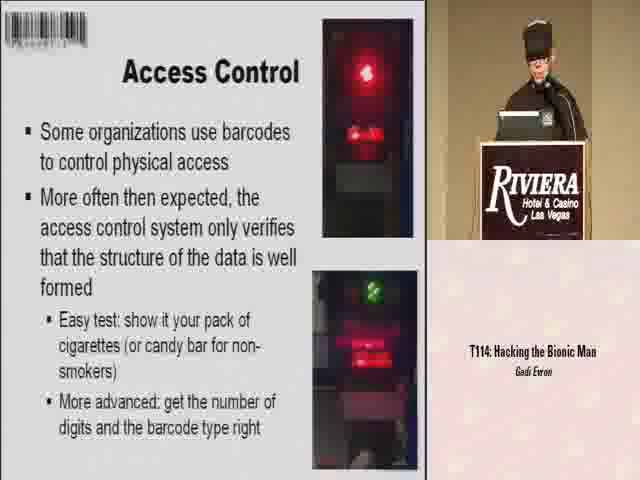 Access Control
Some organizations use barcodes
to control physical access
More often then expected, the
access control system only verifies
that the structure of the data is well
formed
Easy test: show it your pack of
cigarettes (or candy bar for non-
smokers)
More advanced: get the number of
digits and the barcode type right
RIVIERA
Hotel & Casino
Las Vegas
T114: Hacking the Bionic Man
Gadi Evron